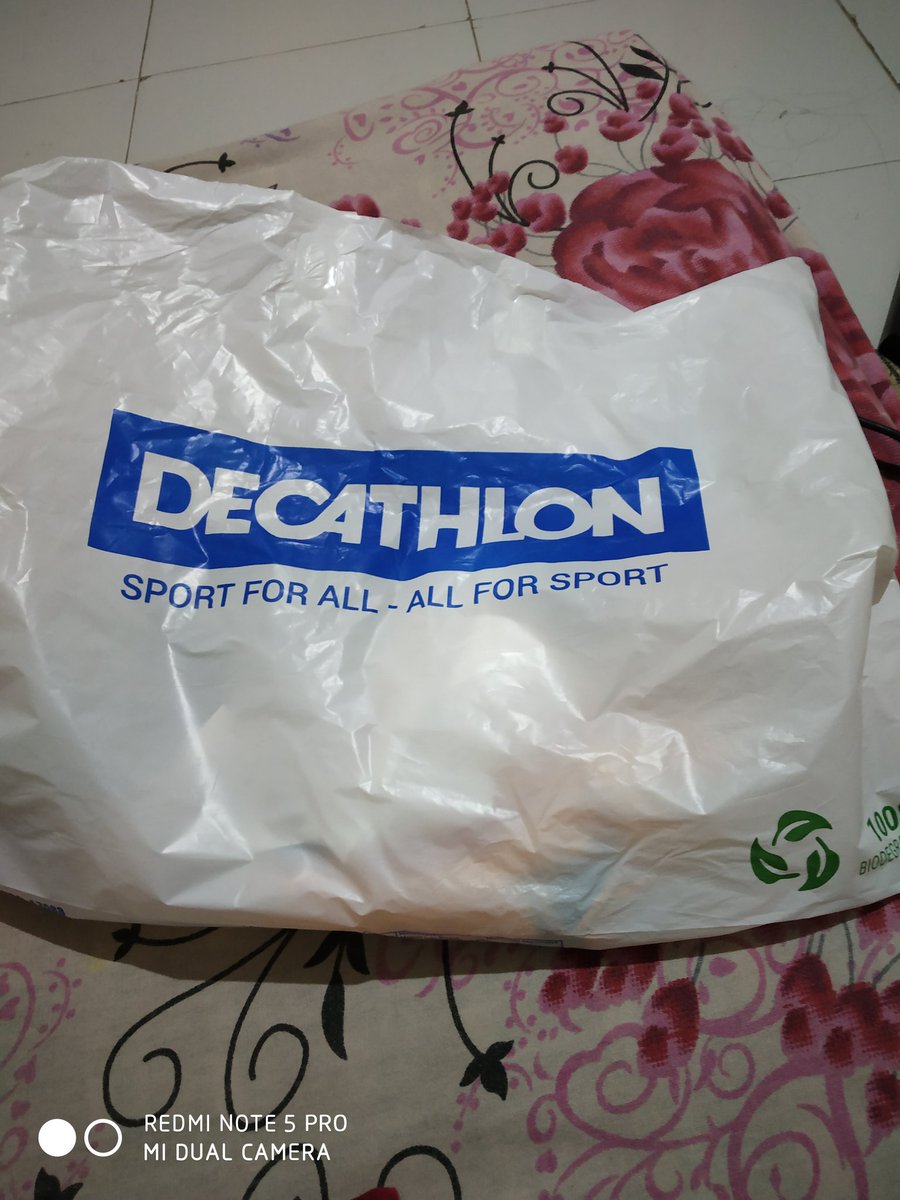 DECATHLON
SPORT FOR ALL - ALL FOR SPORT
REDMI NOTE 5 PRO
MI DUAL CAMERA